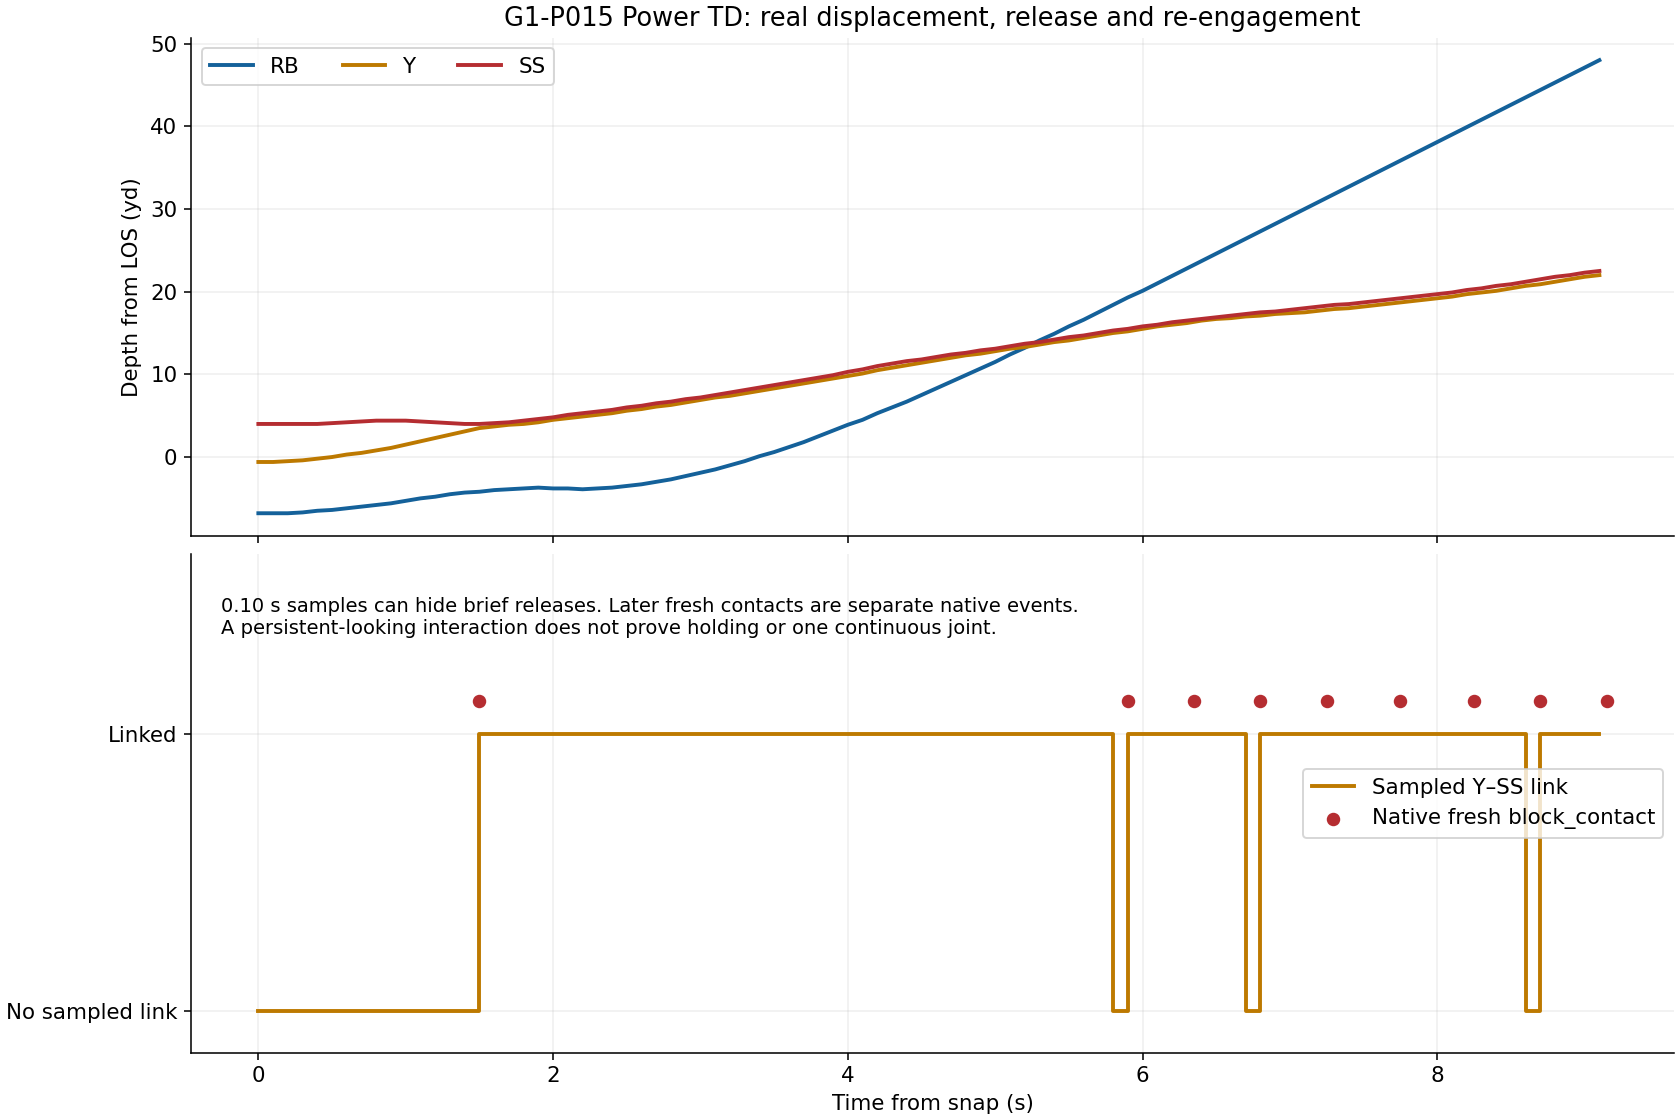 G1-P015 Power TD: real displacement, release and re-engagement
RB Y SS
50
40
30
20
10
0
Depth from LOS (yd)
0.10 s samples can hide brief releases. Later fresh contacts are separate native events.
A persistent-looking interaction does not prove holding or one continuous joint.
Linked
Sampled Y–SS link
Native fresh block_contact
No sampled link
0 2 4 6 8
Time from snap (s)